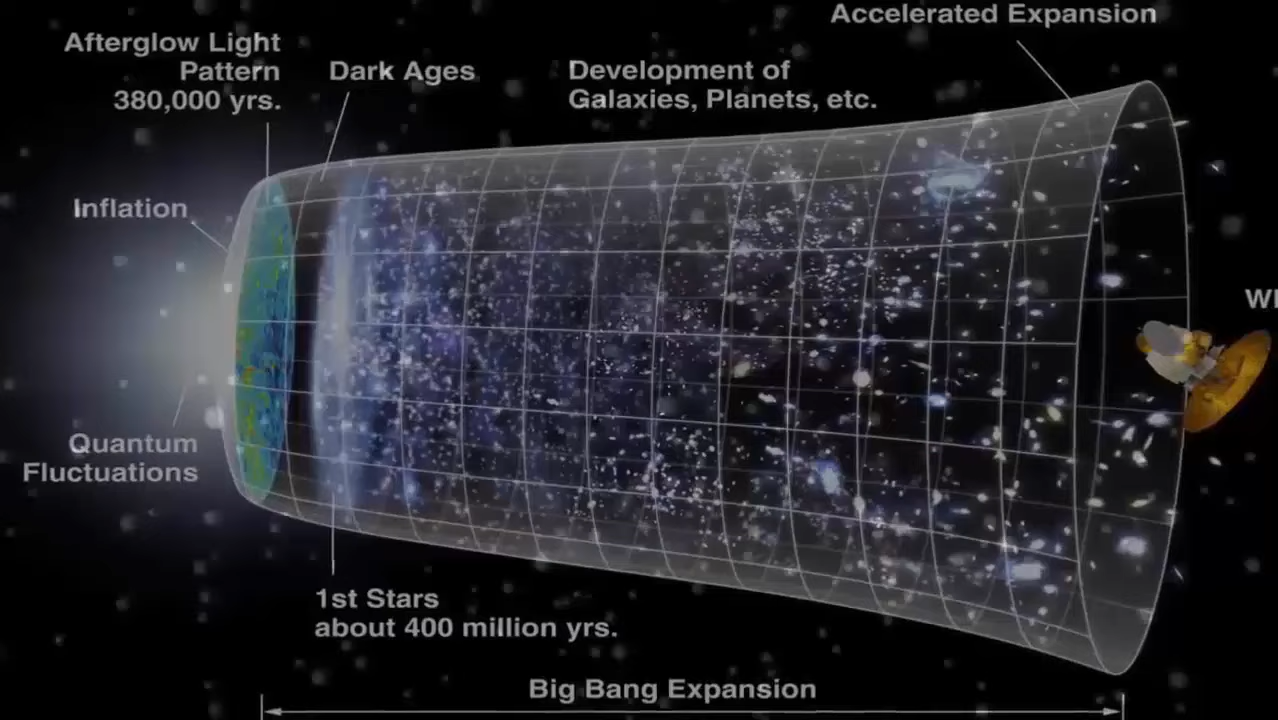 Accelerated Expansion
Afterglow Light
Pattern
380,000 yrs.
Dark Ages
Development of
Galaxies, Planets, etc.
Inflation
Quantum
Fluctuations
1st Stars
about 400 million yrs.
Big Bang Expansion